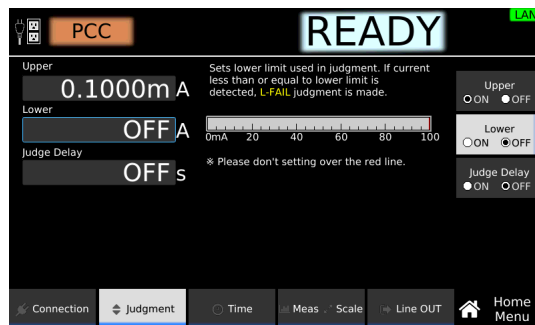 PCC
READY
LAN
Upper
0.1000m A
Lower
OFF A
Judge Delay
OFF s
Sets lower limit used in judgment. If current
less than or equal to lower limit is
detected, L-FAIL judgment is made.
0mA 20 40 60 80 100
※ Please don't setting over the red line.
Upper
ON OFF
Lower
ON OFF
Judge Delay
ON OFF
Connection
Judgment
Time
Meas. Scale
Line OUT
Home
Menu